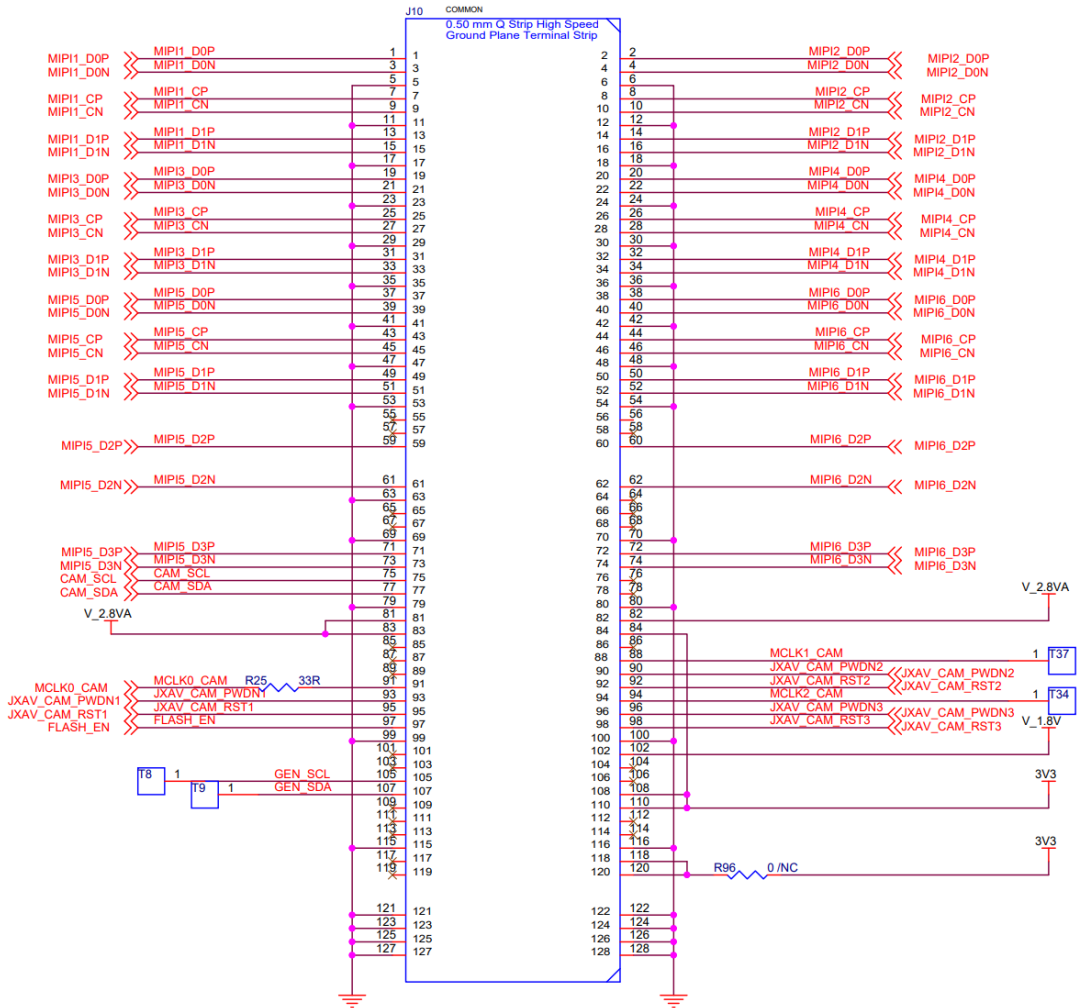 J10 COMMON
0.50 mm Q Strip High Speed
Ground Plane Terminal Strip
MIPI1_D0P MIPI1_D0P 1 1 2 2 MIPI2_D0P MIPI2_D0P
MIPI1_D0N MIPI1_D0N 3 3 4 4 MIPI2_D0N MIPI2_D0N
5 5 6 6
MIPI1_CP MIPI1_CP 7 7 8 8 MIPI2_CP MIPI2_CP
MIPI1_CN MIPI1_CN 9 9 10 10 MIPI2_CN MIPI2_CN
11 11 12 12
MIPI1_D1P MIPI1_D1P 13 13 14 14 MIPI2_D1P MIPI2_D1P
MIPI1_D1N MIPI1_D1N 15 15 16 16 MIPI2_D1N MIPI2_D1N
17 17 18 18
MIPI3_D0P MIPI3_D0P 19 19 20 20 MIPI4_D0P MIPI4_D0P
MIPI3_D0N MIPI3_D0N 21 21 22 22 MIPI4_D0N MIPI4_D0N
23 23 24 24
MIPI3_CP MIPI3_CP 25 25 26 26 MIPI4_CP MIPI4_CP
MIPI3_CN MIPI3_CN 27 27 28 28 MIPI4_CN MIPI4_CN
29 29 30 30
MIPI3_D1P MIPI3_D1P 31 31 32 32 MIPI4_D1P MIPI4_D1P
MIPI3_D1N MIPI3_D1N 33 33 34 34 MIPI4_D1N MIPI4_D1N
35 35 36 36
MIPI5_D0P MIPI5_D0P 37 37 38 38 MIPI6_D0P MIPI6_D0P
MIPI5_D0N MIPI5_D0N 39 39 40 40 MIPI6_D0N MIPI6_D0N
41 41 42 42
MIPI5_CP MIPI5_CP 43 43 44 44 MIPI6_CP MIPI6_CP
MIPI5_CN MIPI5_CN 45 45 46 46 MIPI6_CN MIPI6_CN
47 47 48 48
MIPI5_D1P MIPI5_D1P 49 49 50 50 MIPI6_D1P MIPI6_D1P
MIPI5_D1N MIPI5_D1N 51 51 52 52 MIPI6_D1N MIPI6_D1N
53 53 54 54
55 55 56 56
57 57 58 58
MIPI5_D2P MIPI5_D2P 59 59 60 60 MIPI6_D2P MIPI6_D2P
MIPI5_D2N MIPI5_D2N 61 61 62 62 MIPI6_D2N MIPI6_D2N
63 63 64 64
65 65 66 66
67 67 68 68
69 69 70 70
MIPI5_D3P MIPI5_D3P 71 71 72 72 MIPI6_D3P MIPI6_D3P
MIPI5_D3N MIPI5_D3N 73 73 74 74 MIPI6_D3N MIPI6_D3N
CAM_SCL CAM_SCL 75 75 76 76
CAM_SDA CAM_SDA 77 77 78 78
V_2.8VA
79 79 80 80
V_2.8VA 81 81 82 82
83 83 84 84
85 85 86 86
87 87 88 88 MCLK1_CAM 1 T37
89 89 90 90 JXAV_CAM_PWDN2 JXAV_CAM_PWDN2
MCLK0_CAM MCLK0_CAM R25 33R 91 91 92 92 JXAV_CAM_RST2 JXAV_CAM_RST2
JXAV_CAM_PWDN1 JXAV_CAM_PWDN1 93 93 94 94 MCLK2_CAM 1 T34
JXAV_CAM_RST1 JXAV_CAM_RST1 95 95 96 96 JXAV_CAM_PWDN3 JXAV_CAM_PWDN3
FLASH_EN FLASH_EN 97 97 98 98 JXAV_CAM_RST3 JXAV_CAM_RST3
V_1.8V
99 99 100 100
101 101 102 102
103 103 104 104
T8 1 GEN_SCL 105 105 106 106 3V3
T9 1 GEN_SDA 107 107 108 108
109 109 110 110
111 111 112 112
113 113 114 114
115 115 116 116 3V3
117 117 118 118
119 119 120 120 R96 0 /NC
121 121 122 122
123 123 124 124
125 125 126 126
127 127 128 128